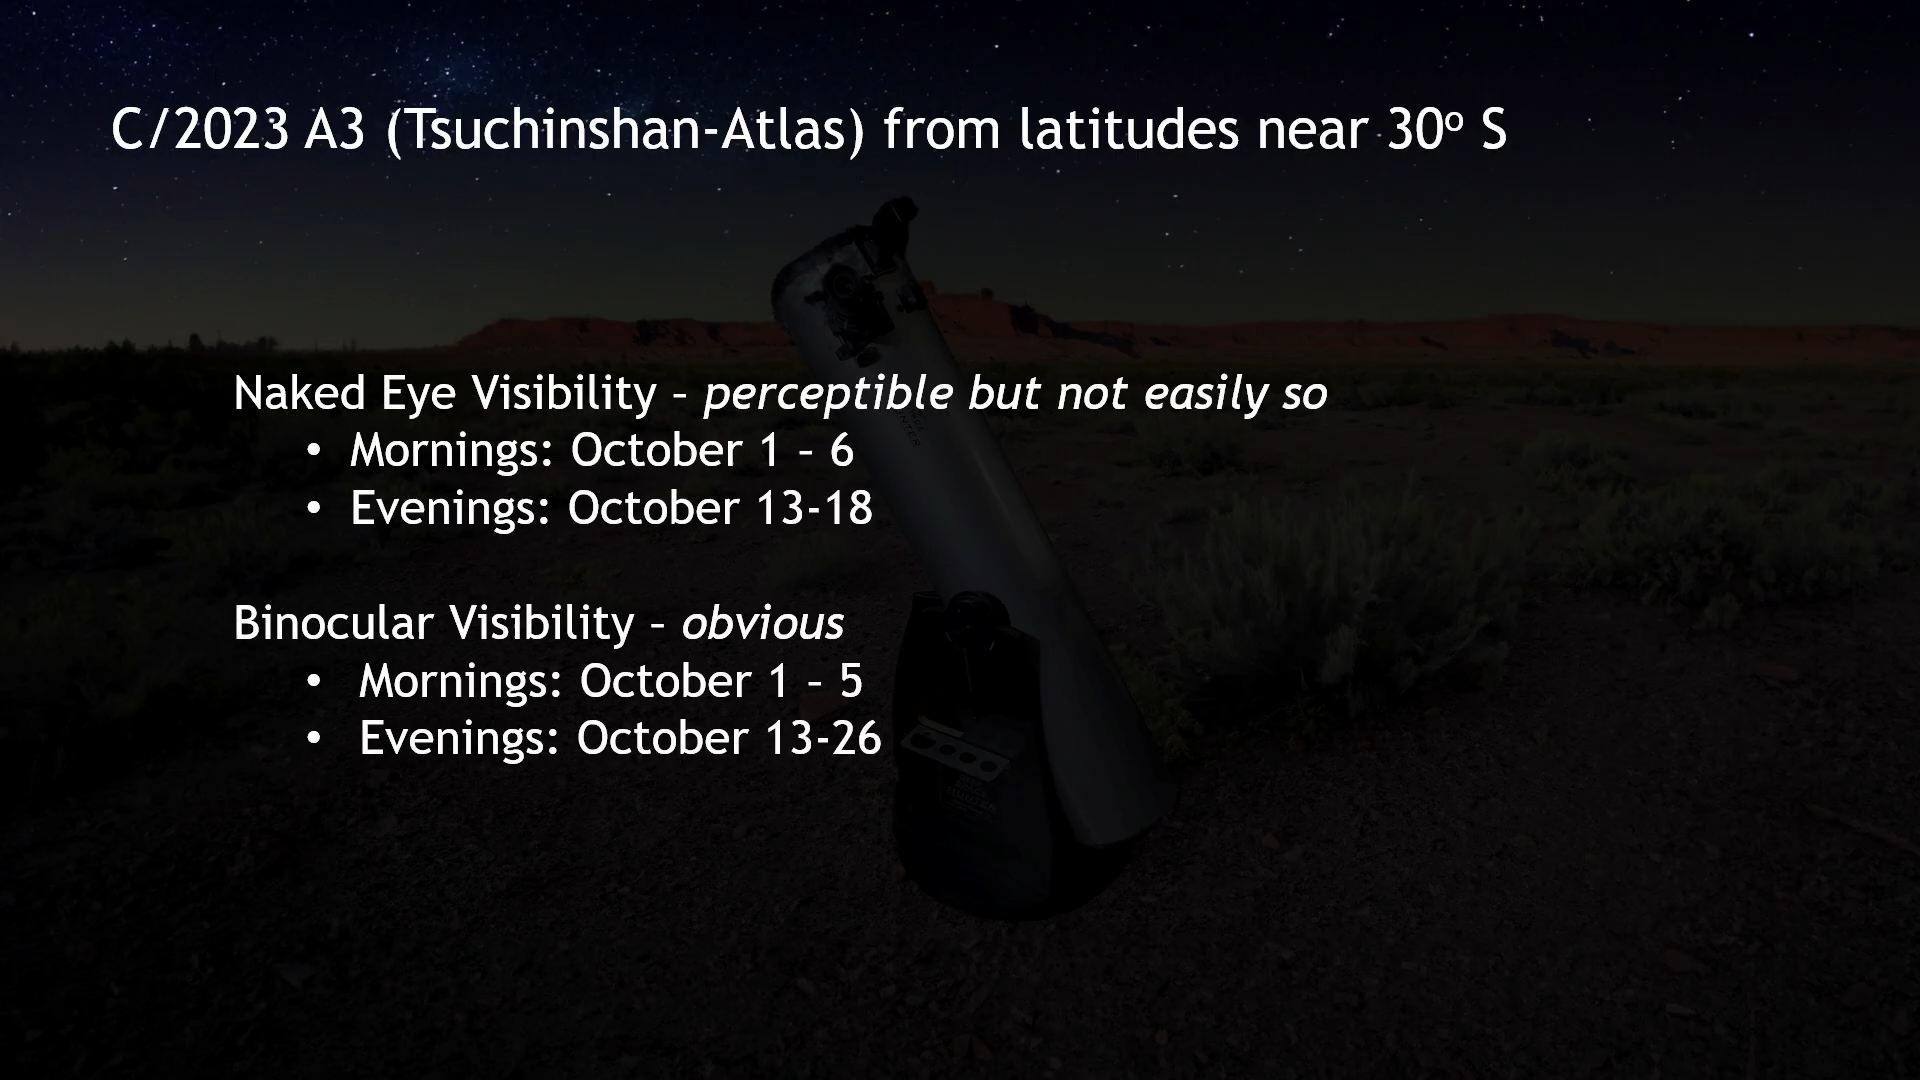 C/2023 A3 (Tsuchinshan-Atlas) from latitudes near 30º S
Naked Eye Visibility – perceptible but not easily so
• Mornings: October 1 – 6
• Evenings: October 13-18
Binocular Visibility – obvious
• Mornings: October 1 – 5
• Evenings: October 13-26